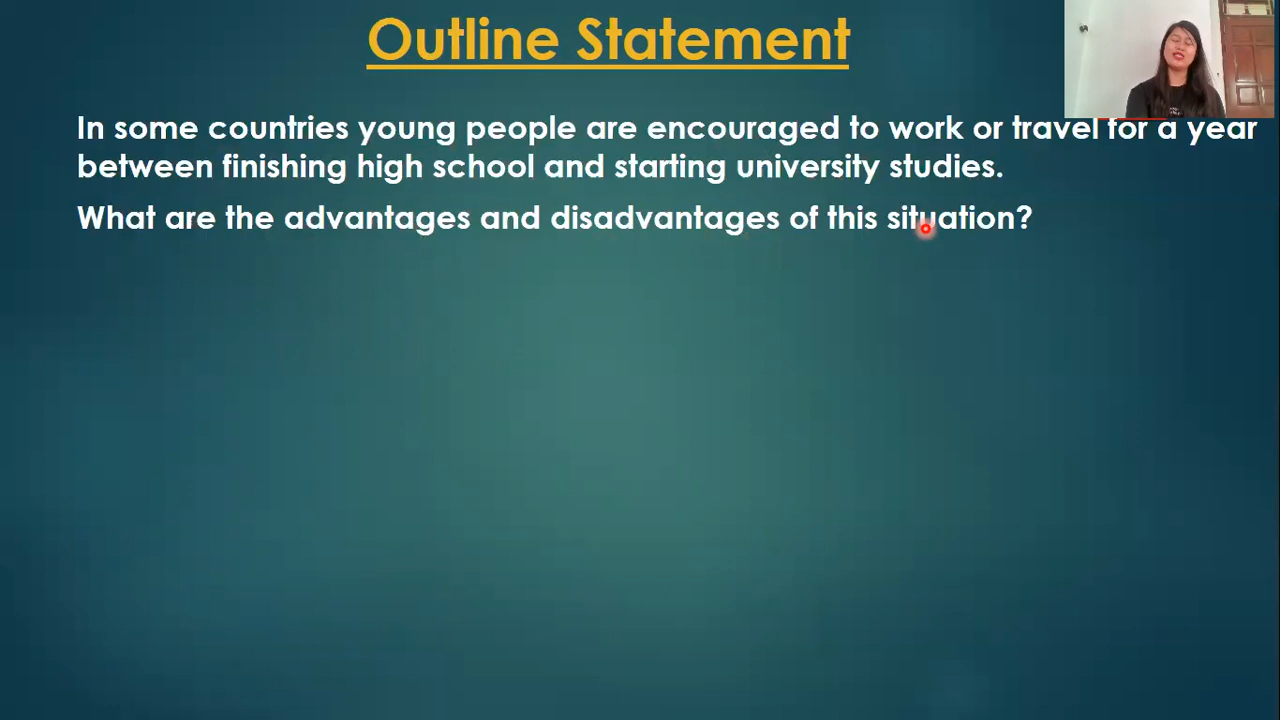 Outline Statement
In some countries young people are encouraged to work or travel for a year
between finishing high school and starting university studies.
What are the advantages and disadvantages of this situation?